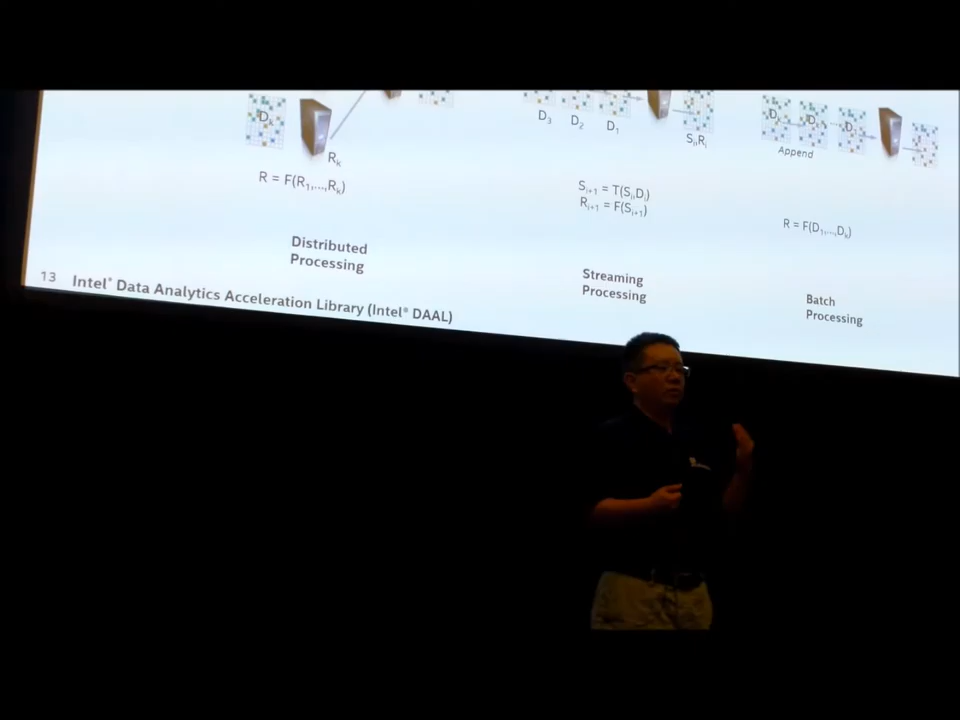 Dk
Rk
R = F(R1,...,Rk)
Distributed
Processing
D3 D2 D1
Si,Ri
Si+1 = T(Si,Di)
Ri+1 = F(Si+1)
Streaming
Processing
Append
R = F(D1,...,Dk)
Batch
Processing
13 Intel® Data Analytics Acceleration Library (Intel® DAAL)